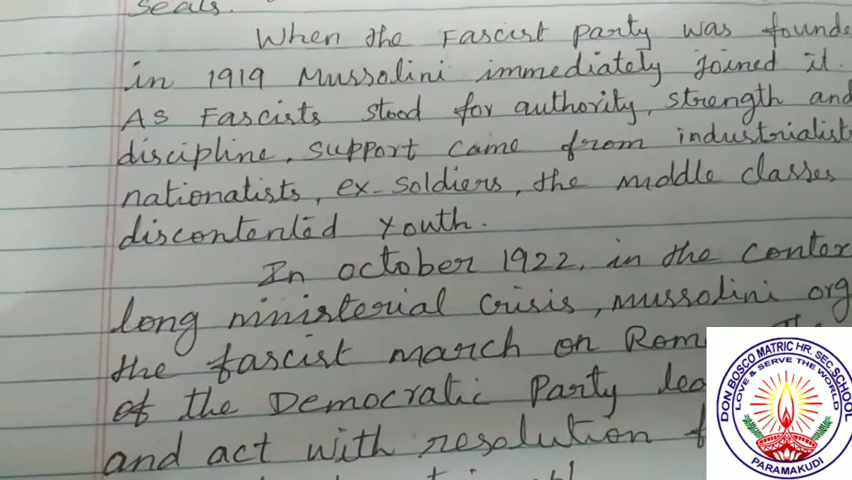 seals.
When the Fascist party was founde
in 1919 Mussolini immediately joined it.
As Fascists stood for authority, strength and
discipline, support came from industrialist
nationalists, ex-soldiers, the middle classes
discontented youth.
In october 1922, in the contex
long ministerial crisis, mussolini org
the fascist march on Rom
of the Democratic Party lea
and act with resolution f
DON BOSCO MATRIC HR. SEC. SCHOOL
LOVE & SERVE THE WORLD
PARAMAKUDI